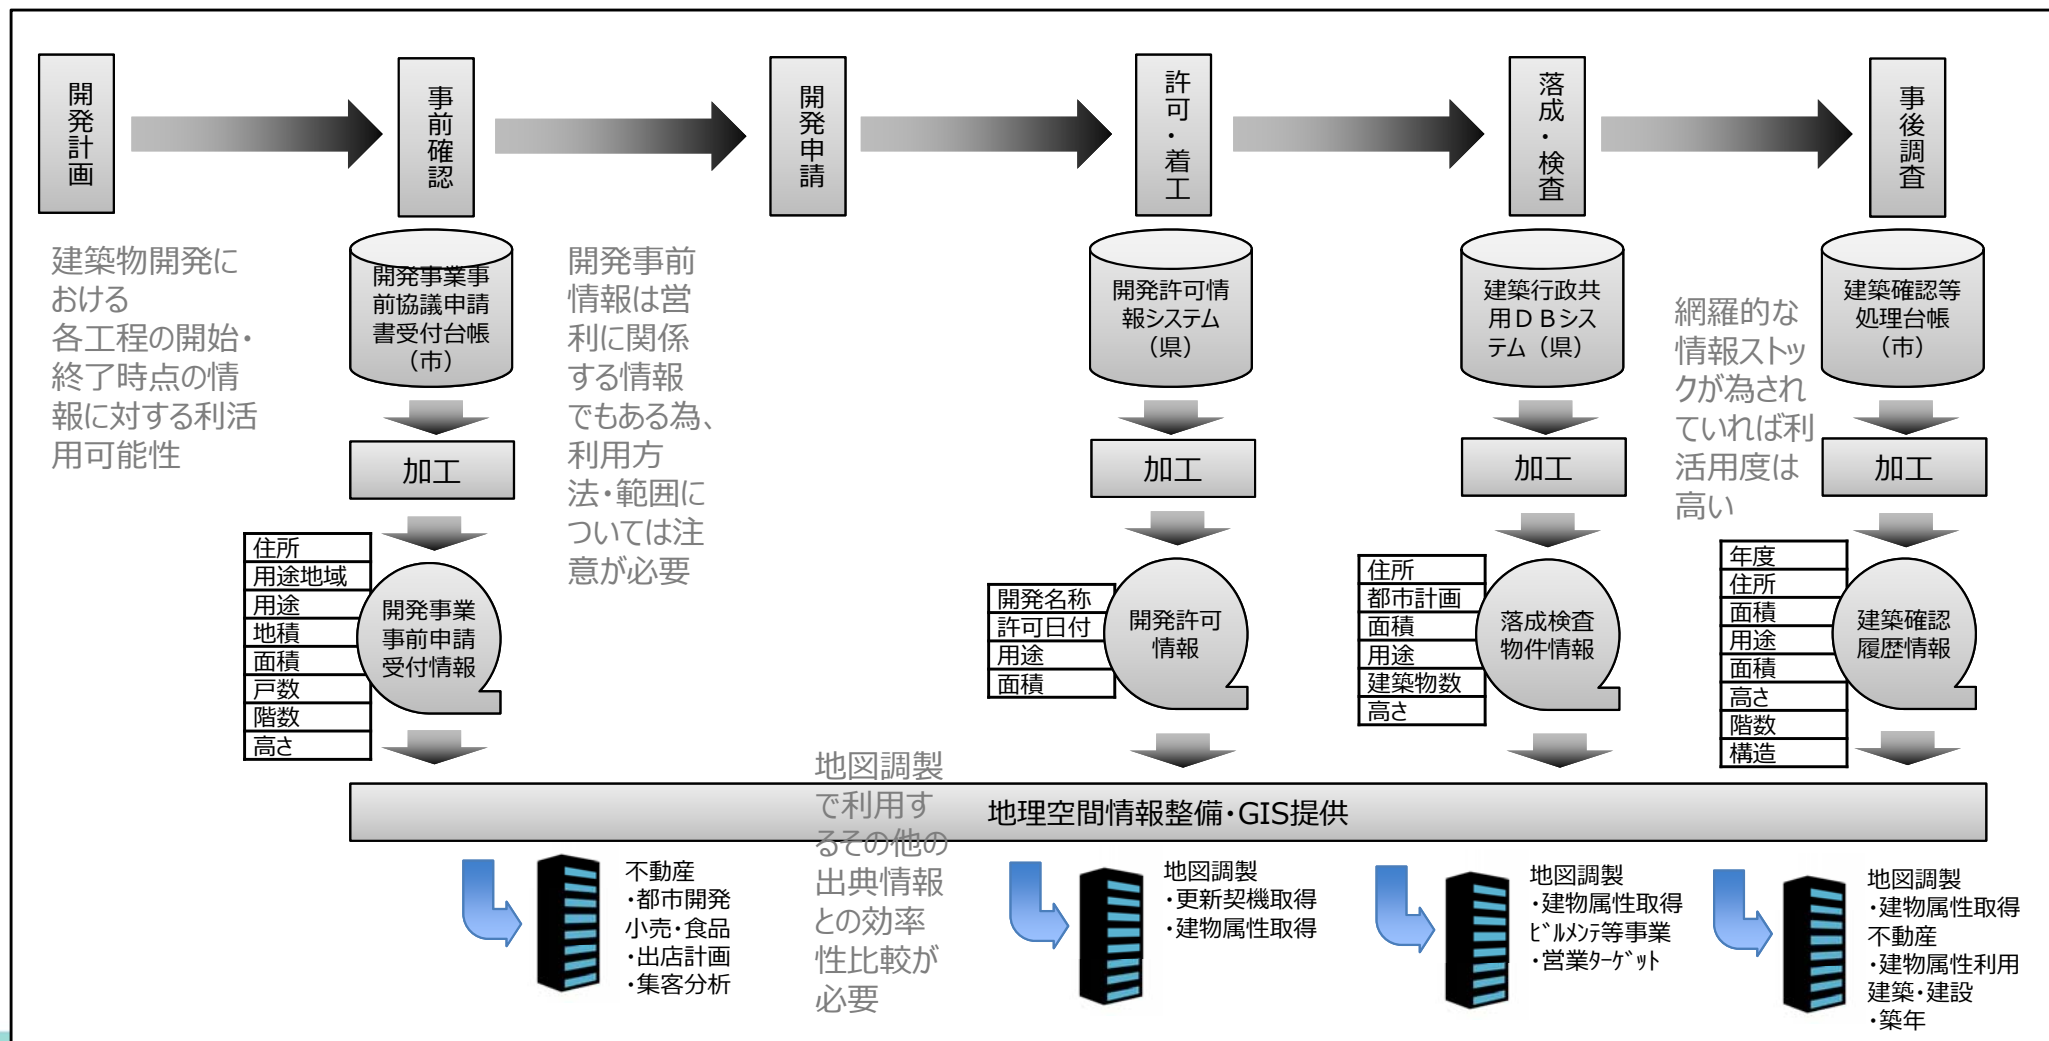 開発計画
事前確認
開発申請
許可・着工
落成・検査
事後調査
建築物開発に
おける
各工程の開始・
終了時点の情
報に対する利活
用可能性
開発事業事
前協議申請
書受付台帳
（市）
開発事前
情報は営
利に関係
する情報
でもある為、
利用方
法・範囲に
ついては注
意が必要
開発許可情
報システム
（県）
建築行政共
用ＤＢシス
テム（県）
網羅的な
情報ストッ
クが為され
ていれば利
活用度は
高い
建築確認等
処理台帳
（市）
加工
加工
加工
加工
住所
用途地域
用途
地積
面積
戸数
階数
高さ
開発事業
事前申請
受付情報
開発名称
許可日付
用途
面積
開発許可
情報
住所
都市計画
面積
用途
建築物数
高さ
落成検査
物件情報
年度
住所
面積
用途
面積
高さ
階数
構造
建築確認
履歴情報
地図調製
で利用す
るその他の
出典情報
との効率
性比較が
必要
地理空間情報整備・GIS提供
不動産
・都市開発
小売・食品
・出店計画
・集客分析
地図調製
・更新契機取得
・建物属性取得
地図調製
・建物属性取得
ﾋﾞﾙﾒﾝﾃ等事業
・営業ﾀｰｹﾞｯﾄ
地図調製
・建物属性取得
不動産
・建物属性利用
建築・建設
・築年